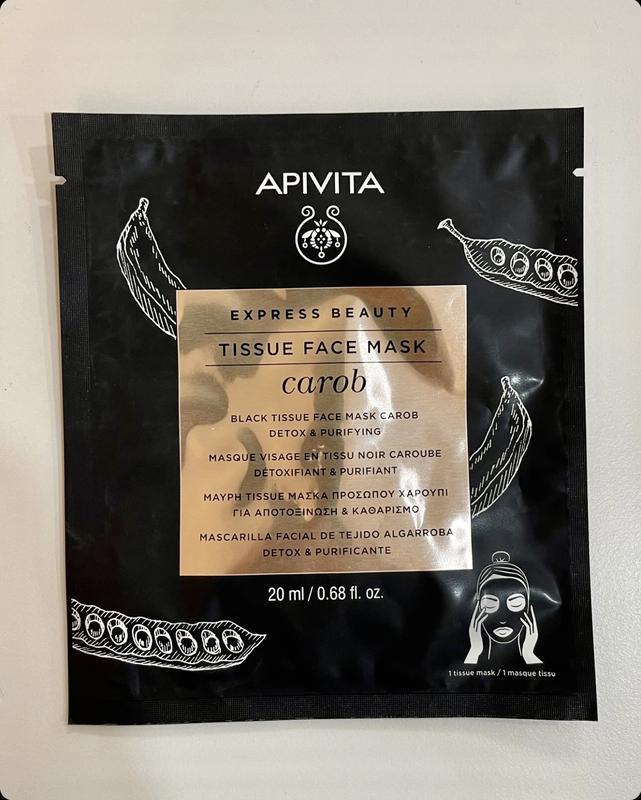 APIVITA
EXPRESS BEAUTY
TISSUE FACE MASK
carob
BLACK TISSUE FACE MASK CAROB
DETOX & PURIFYING
MASQUE VISAGE EN TISSU NOIR CAROUBE
DÉTOXIFIANT & PURIFIANT
ΜΑΥΡΗ TISSUE ΜΑΣΚΑ ΠΡΟΣΩΠΟΥ ΧΑΡΟΥΠΙ
ΓΙΑ ΑΠΟΤΟΞΙΝΩΣΗ & ΚΑΘΑΡΙΣΜΟ
MASCARILLA FACIAL DE TEJIDO ALGARROBA
DETOX & PURIFICANTE
20 ml / 0.68 fl. oz.
1 tissue mask / 1 masque tissu